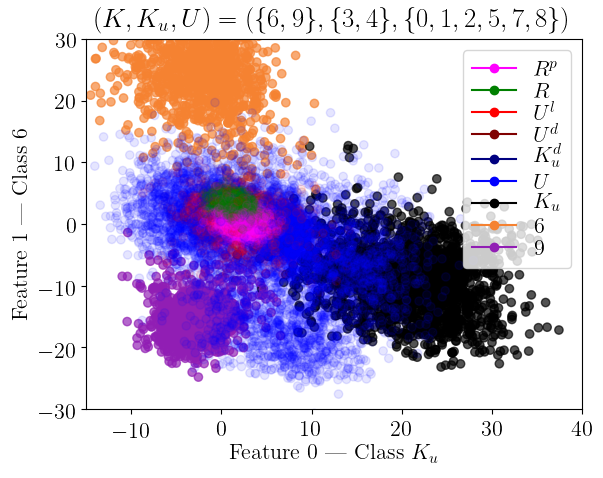 (K, K_u, U) = ({6, 9}, {3, 4}, {0, 1, 2, 5, 7, 8})
30
20
10
0
−10
−20
−30
Feature 1 — Class 6
R^p
R
U^l
U^d
K_u^d
U
K_u
6
9
−10
0
10
20
30
40
Feature 0 — Class K_u